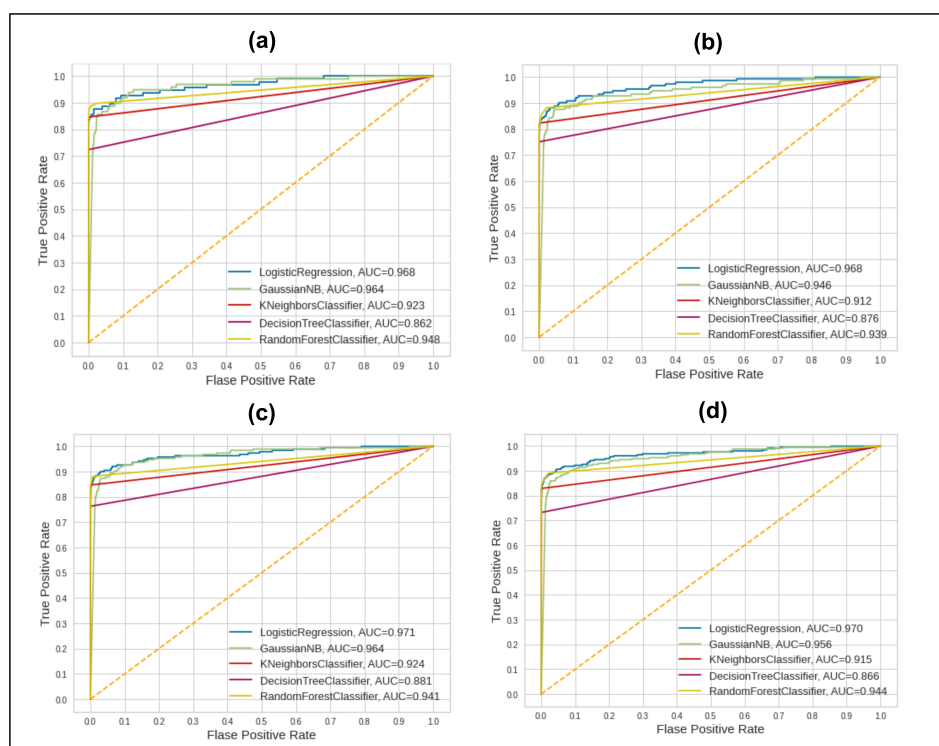 (a)
1.0
0.9
0.8
0.7
0.6
0.5
0.4
0.3
0.2
0.1
0.0
True Positive Rate
LogisticRegression, AUC=0.968
GaussianNB, AUC=0.964
KNeighborsClassifier, AUC=0.923
DecisionTreeClassifier, AUC=0.862
RandomForestClassifier, AUC=0.948
0.0 0.1 0.2 0.3 0.4 0.5 0.6 0.7 0.8 0.9 1.0
Flase Positive Rate
(b)
1.0
0.9
0.8
0.7
0.6
0.5
0.4
0.3
0.2
0.1
0.0
True Positive Rate
LogisticRegression, AUC=0.968
GaussianNB, AUC=0.946
KNeighborsClassifier, AUC=0.912
DecisionTreeClassifier, AUC=0.876
RandomForestClassifier, AUC=0.939
0.0 0.1 0.2 0.3 0.4 0.5 0.6 0.7 0.8 0.9 1.0
Flase Positive Rate
(c)
1.0
0.9
0.8
0.7
0.6
0.5
0.4
0.3
0.2
0.1
0.0
True Positive Rate
LogisticRegression, AUC=0.971
GaussianNB, AUC=0.964
KNeighborsClassifier, AUC=0.924
DecisionTreeClassifier, AUC=0.881
RandomForestClassifier, AUC=0.941
0.0 0.1 0.2 0.3 0.4 0.5 0.6 0.7 0.8 0.9 1.0
Flase Positive Rate
(d)
1.0
0.9
0.8
0.7
0.6
0.5
0.4
0.3
0.2
0.1
0.0
True Positive Rate
LogisticRegression, AUC=0.970
GaussianNB, AUC=0.956
KNeighborsClassifier, AUC=0.915
DecisionTreeClassifier, AUC=0.866
RandomForestClassifier, AUC=0.944
0.0 0.1 0.2 0.3 0.4 0.5 0.6 0.7 0.8 0.9 1.0
Flase Positive Rate